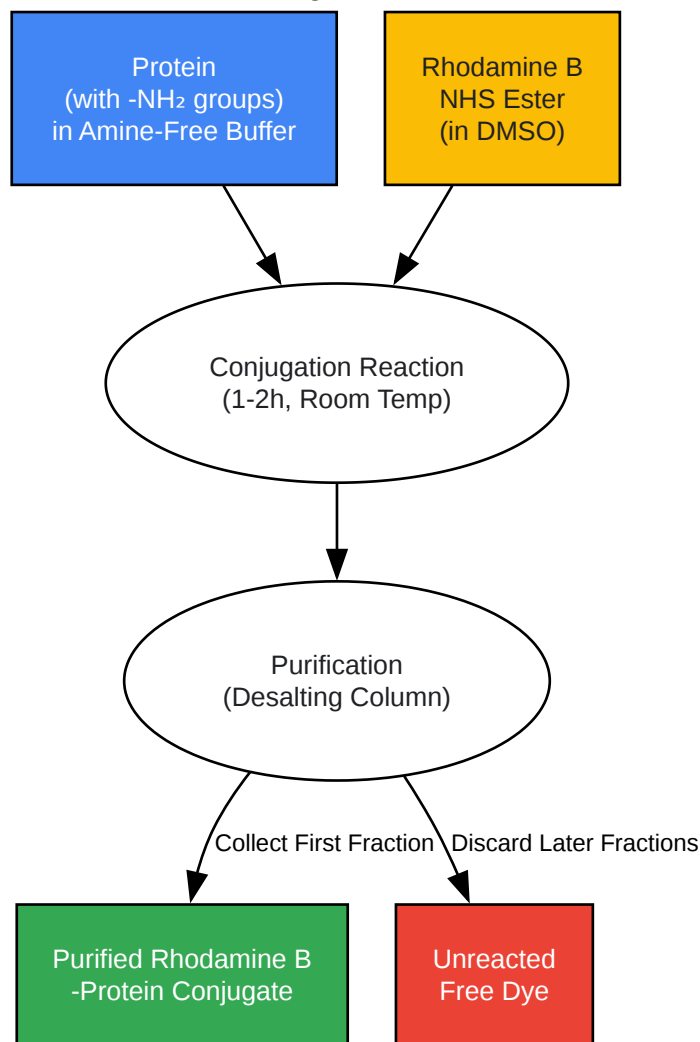 Protein
(with -NH₂ groups)
in Amine-Free Buffer
Rhodamine B
NHS Ester
(in DMSO)
Conjugation Reaction
(1-2h, Room Temp)
Purification
(Desalting Column)
Collect First Fraction
Discard Later Fractions
Purified Rhodamine B
-Protein Conjugate
Unreacted
Free Dye